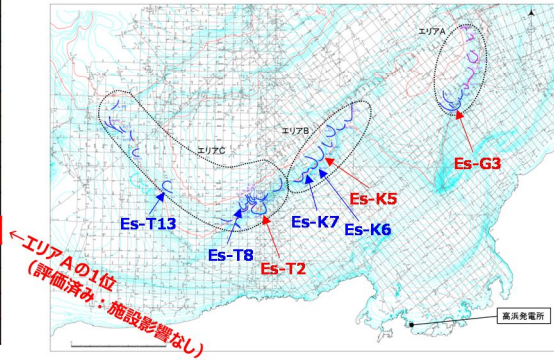 エリアA
エリアB
エリアC
Es-G3
Es-K5
Es-K6
Es-K7
Es-T13
Es-T8
Es-T2
高浜発電所
←エリアAの1位
(評価済み:施設影響なし)